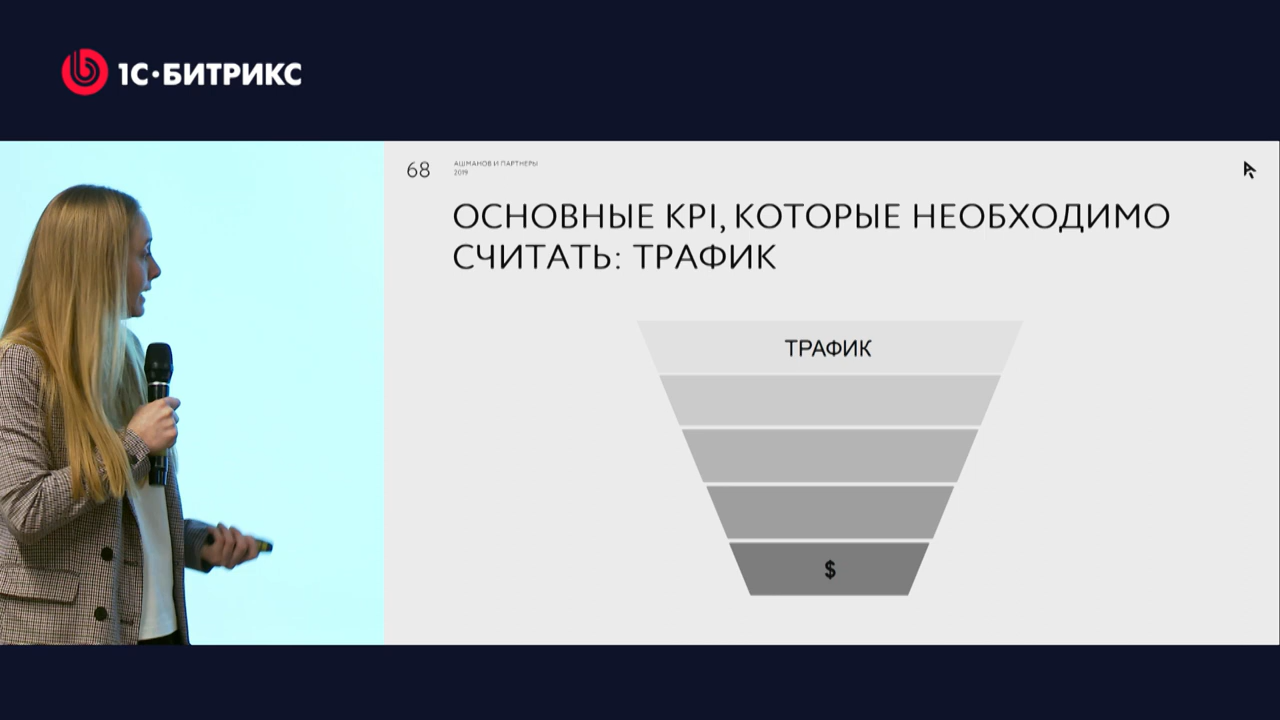 1С•БИТРИКС
68
АШМАНОВ И ПАРТНЕРЫ
2019
ОСНОВНЫЕ KPI, КОТОРЫЕ НЕОБХОДИМО
СЧИТАТЬ: ТРАФИК
ТРАФИК
$